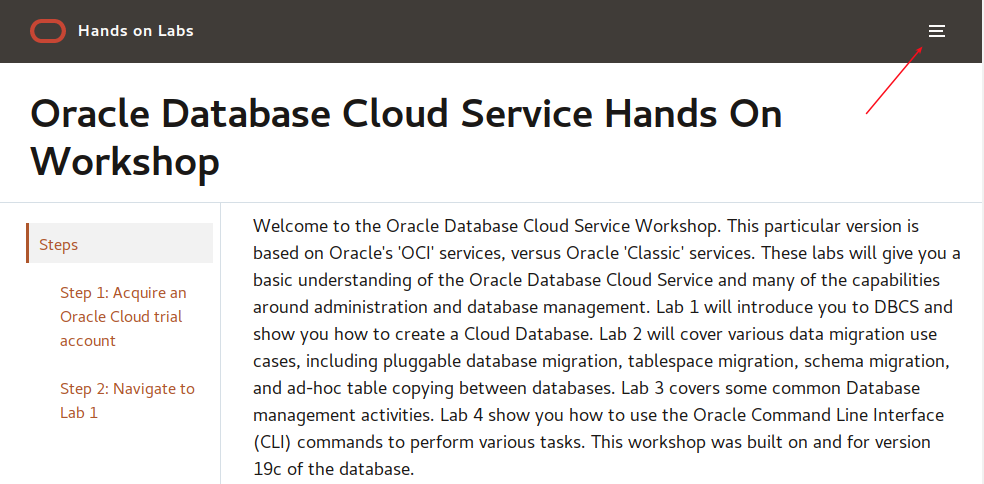 Hands on Labs
Oracle Database Cloud Service Hands On
Workshop
Steps
Step 1: Acquire an
Oracle Cloud trial
account
Step 2: Navigate to
Lab 1
Welcome to the Oracle Database Cloud Service Workshop. This particular version is
based on Oracle's 'OCI' services, versus Oracle 'Classic' services. These labs will give you a
basic understanding of the Oracle Database Cloud Service and many of the capabilities
around administration and database management. Lab 1 will introduce you to DBCS and
show you how to create a Cloud Database. Lab 2 will cover various data migration use
cases, including pluggable database migration, tablespace migration, schema migration,
and ad-hoc table copying between databases. Lab 3 covers some common Database
management activities. Lab 4 show you how to use the Oracle Command Line Interface
(CLI) commands to perform various tasks. This workshop was built on and for version
19c of the database.